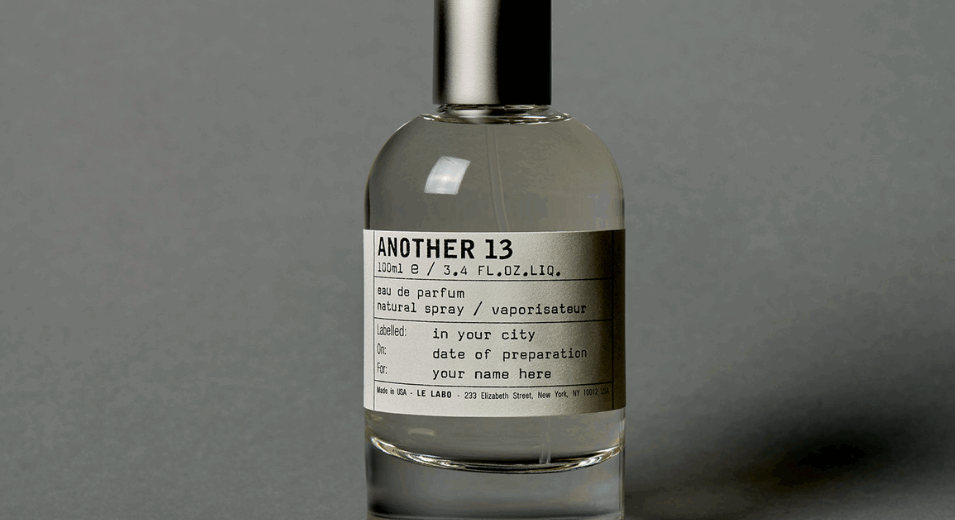 ANOTHER 13
100ml e / 3.4 FL.OZ.LIQ.
eau de parfum
natural spray / vaporisateur
Labelled: in your city
On: date of preparation
For: your name here
Made in USA - LE LABO - 233 Elizabeth Street, New York, NY 10012